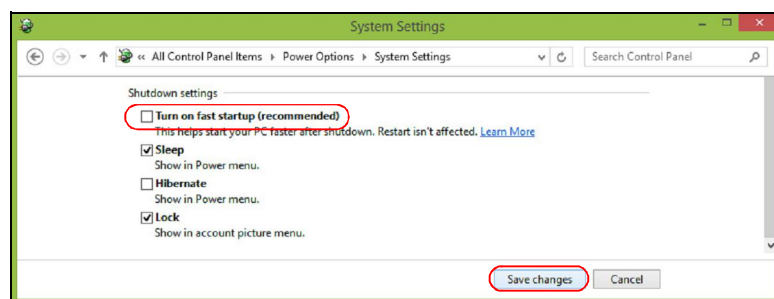 System Settings
« All Control Panel Items Power Options System Settings
Search Control Panel
Shutdown settings
Turn on fast startup (recommended)
This helps start your PC faster after shutdown. Restart isn't affected. Learn More
Sleep
Show in Power menu.
Hibernate
Show in Power menu.
Lock
Show in account picture menu.
Save changes
Cancel